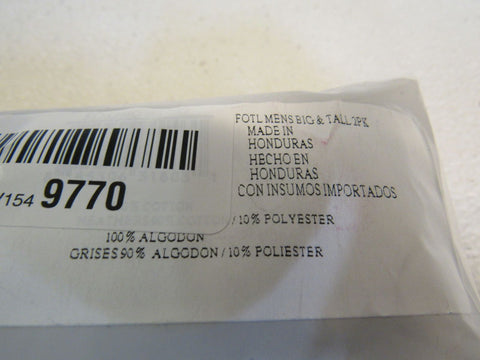 FOTL MENS BIG & TALL 2PK
MADE IN
HONDURAS
HECHO EN
HONDURAS
CON INSUMOS IMPORTADOS
/154 9770
/ 10% POLYESTER
100% ALGODON
GRISES 90% ALGODON / 10% POLIESTER